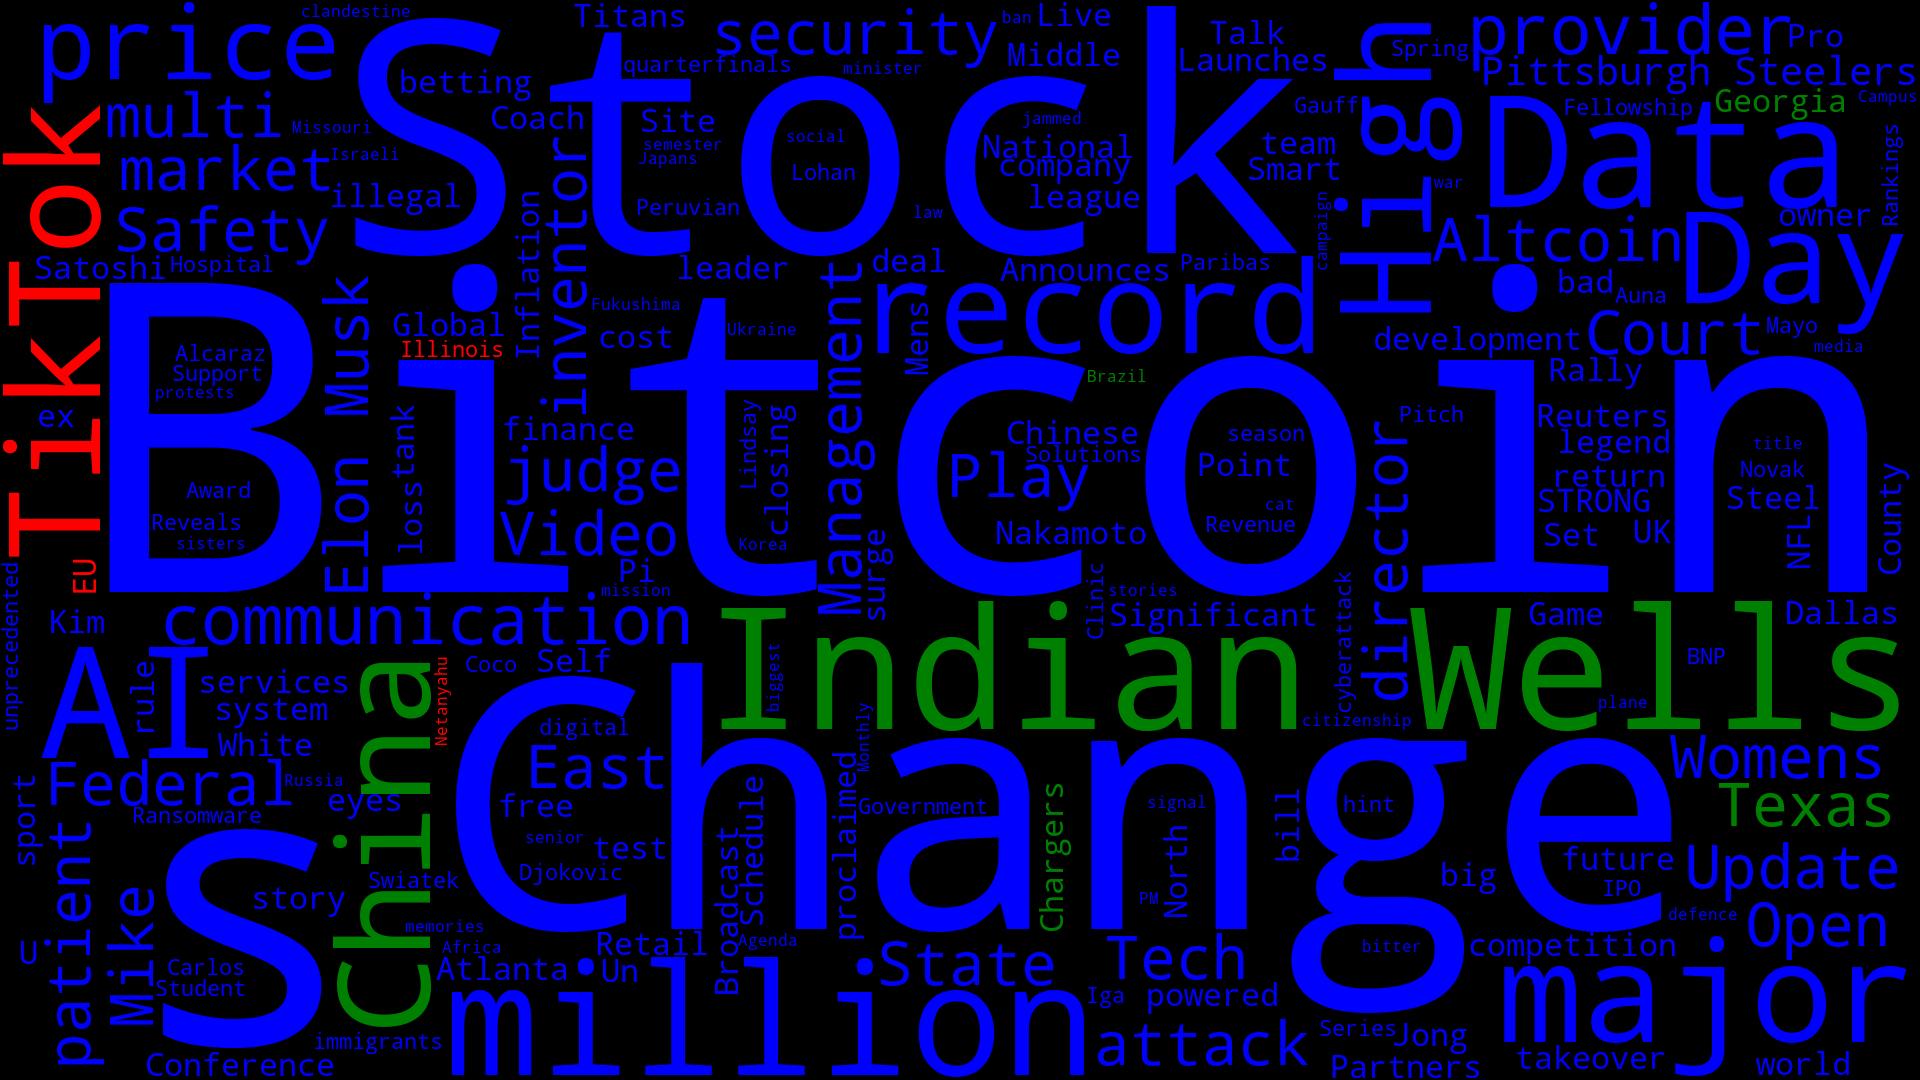 clandestine
price
Stock
Titans
security
ban
Live
Middle
Talk
Launches
High
Spring
provider
Pro
Pittsburgh Steelers
betting
quarterfinals
minister
TikTok
multi
Missouri
Coach
Site
semester
Japans
social
Lohan
jammed
National
company
league
Gauff
team
Smart
Data
Fellowship
Georgia
Campus
Rankings
market
Israeli
illegal
Safety
inventor
Inflation
Peruvian
law
campaign
war
Altcoin
owner
Day
Satoshi
Hospital
leader
deal
Announces
Paribas
bad
Auna
Bitcoin
Elon Musk
Global
Illinois
Fukushima
cost
Ukraine
Management
record
Mens
development
Court
Mayo
media
Alcaraz
Support
protests
ex
EU
Brazil
Rally
loss
tank
finance
judge
Lindsay
closing
Chinese
Solutions
Play
season
Point
director
Pitch
Reuters
legend
return
STRONG
Set
UK
title
Novak
Steel
NFL
County
Award
Reveals
sisters
Video
Korea
Pi
mission
surge
Nakamoto
cat
Revenue
unprecedented
Kim
communication
Clinic
stories
Significant
cyberattack
Game
Dallas
Indian Wells
AI
rule
services
system
White
China
Netanyahu
Coco
Self
biggest
citizenship
BNP
plane
Change
digital
East
free
senior
test
Djokovic
Monthly
proclaimed
Government
Chargers
signal
North
PM
bill
hint
Womens
Texas
Federal
Russia
eyes
sport
Ransomware
patient
Mike
s
story
Swiatek
Broadcast
Schedule
big
future
IPO
Update
defence
Open
U
Carlos
Student
memories
Africa
Atlanta
Retail
Un
Agenda
State
Tech
Iga
powered
bitter
competition
major
immigrants
Conference
million
attack
Series
Jong
Partners
takeover
world